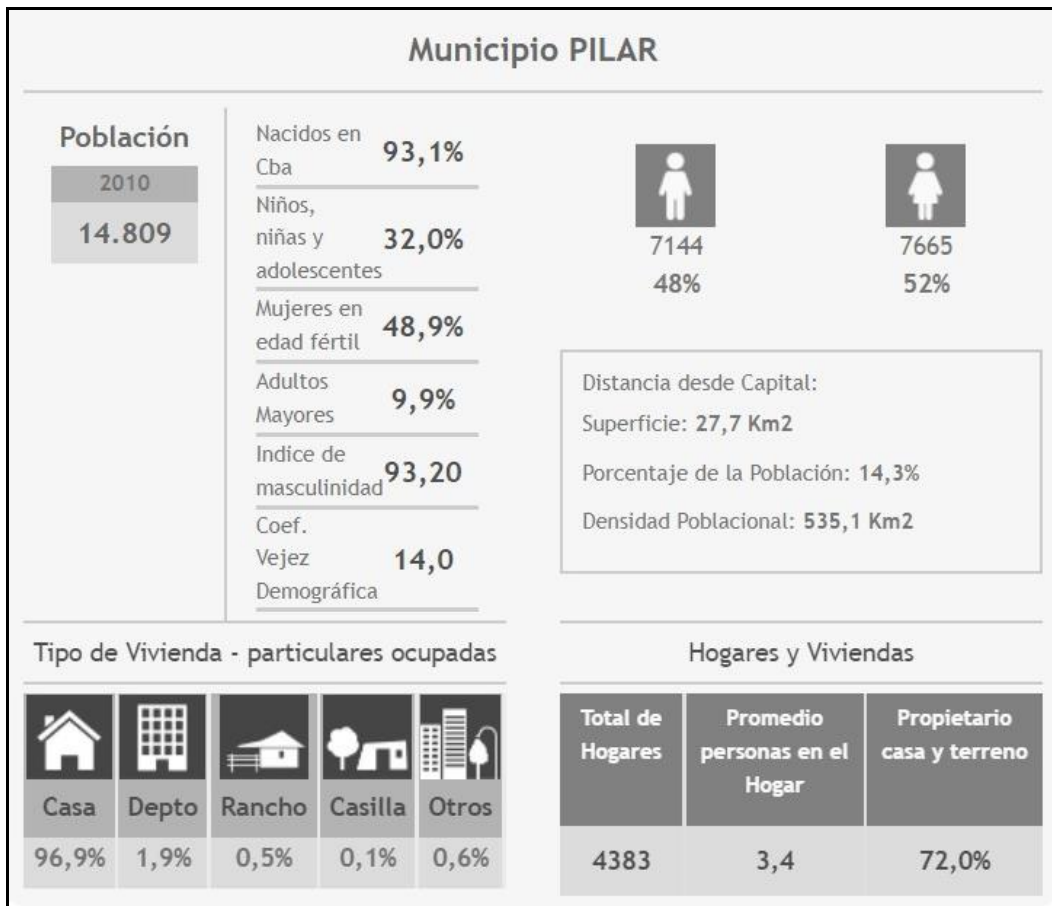 Municipio PILAR
Población
2010
14.809
Nacidos en
Cba
93,1%
Niños,
niñas y
adolescentes
32,0%
Mujeres en
edad fértil
48,9%
Adultos
Mayores
9,9%
Indice de
masculinidad
93,20
Coef.
Vejez
Demográfica
14,0
7144
48%
7665
52%
Distancia desde Capital:
Superficie: 27,7 Km2
Porcentaje de la Población: 14,3%
Densidad Poblacional: 535,1 Km2
Tipo de Vivienda - particulares ocupadas
Casa Depto Rancho Casilla Otros
96,9% 1,9% 0,5% 0,1% 0,6%
Hogares y Viviendas
Total de
Hogares
Promedio
personas en el
Hogar
Propietario
casa y terreno
4383 3,4 72,0%